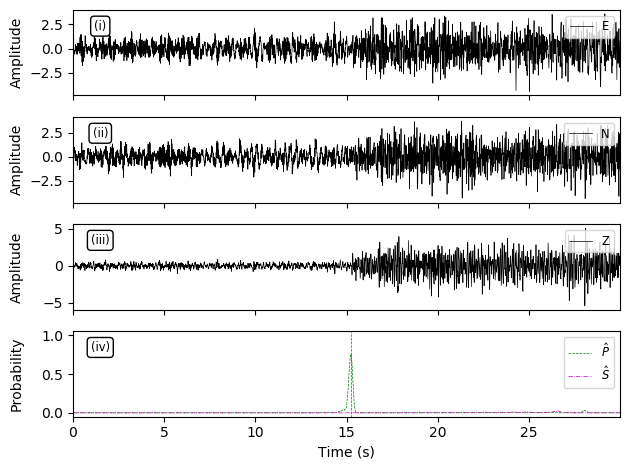 (i)
E
2.5
0.0
−2.5
Amplitude
(ii)
N
2.5
0.0
−2.5
Amplitude
(iii)
Z
5
0
−5
Amplitude
(iv)
P̂
Ŝ
1.0
0.5
0.0
Probability
0 5 10 15 20 25
Time (s)